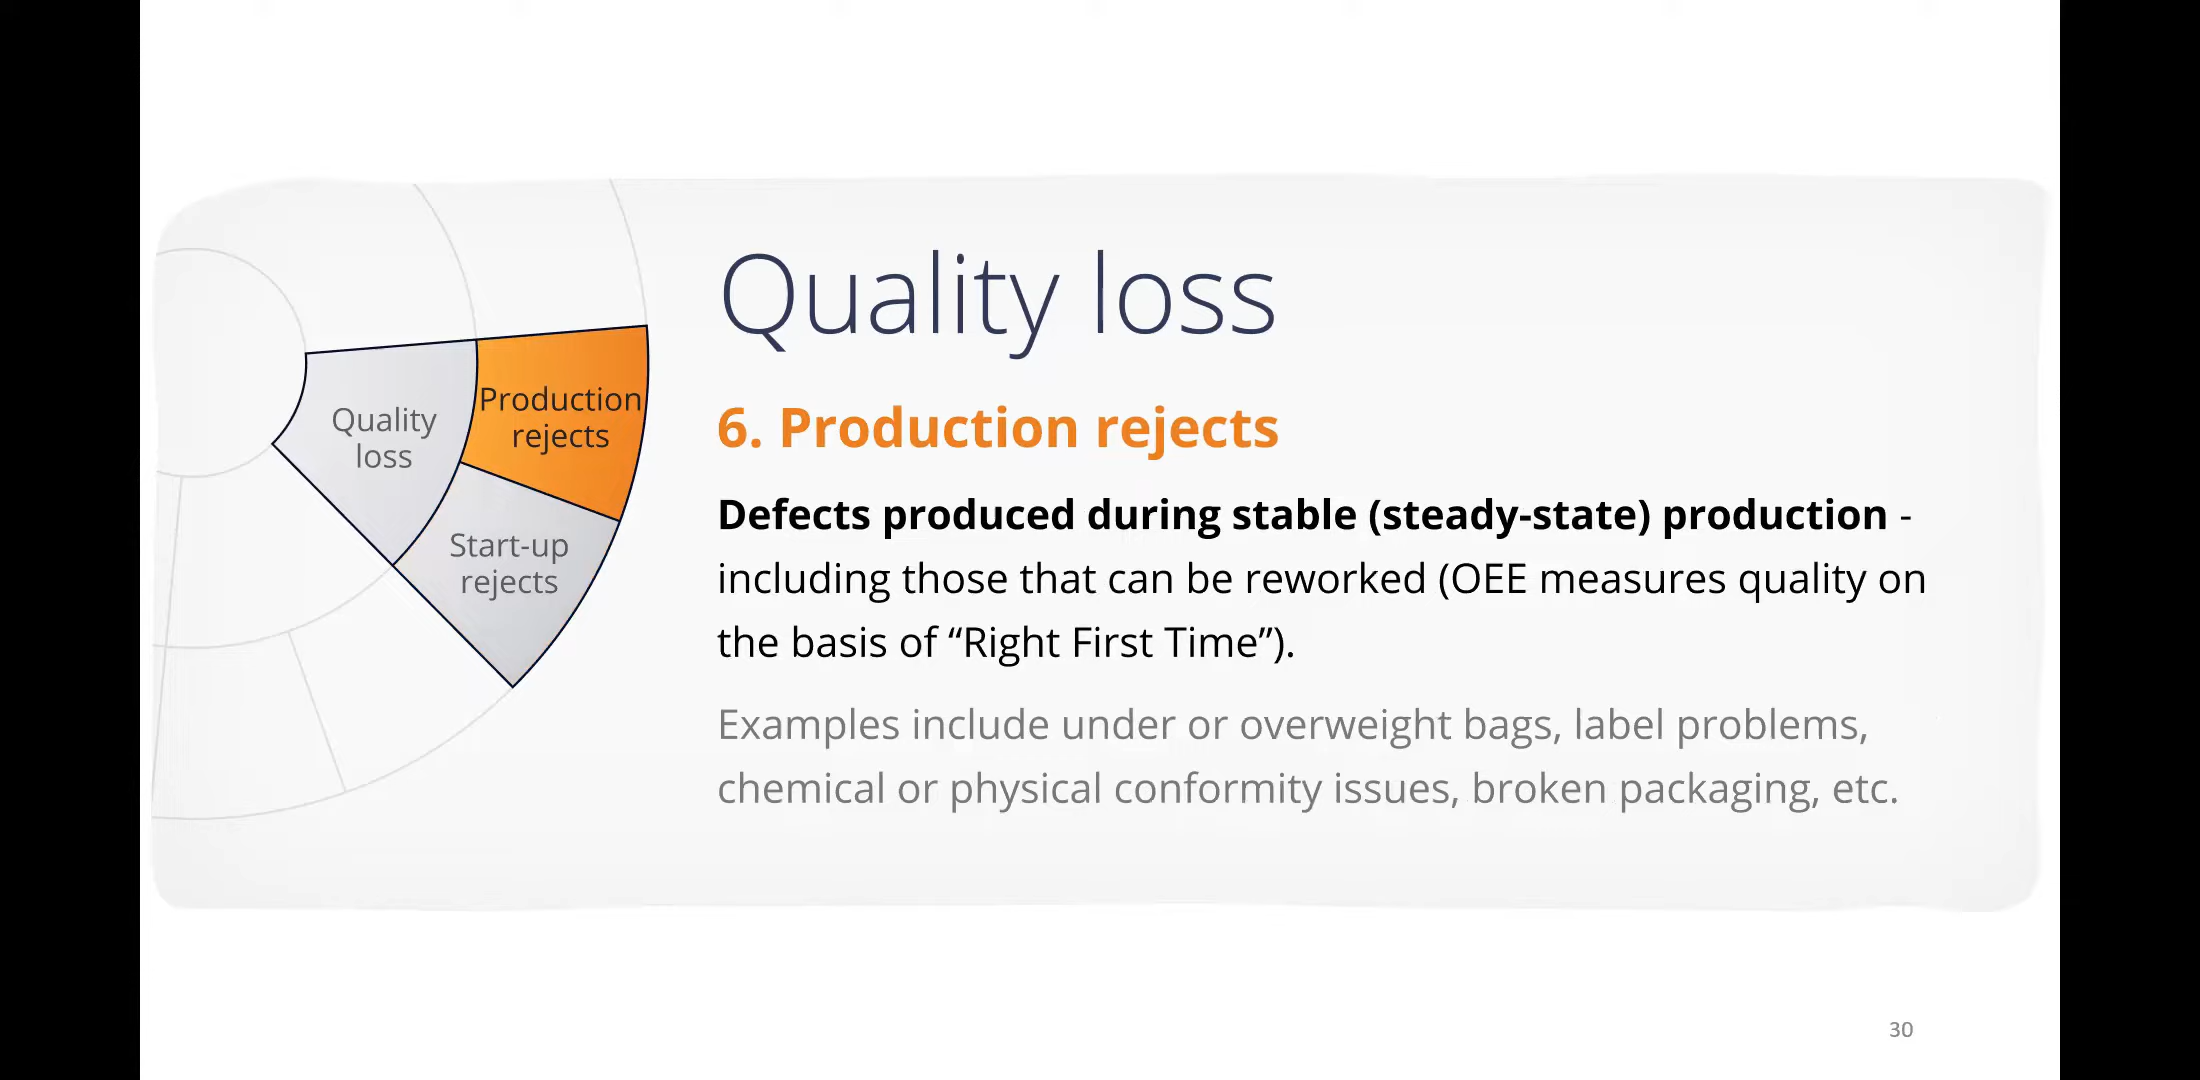 Quality loss
Quality
loss
Production
rejects
Start-up
rejects
6. Production rejects
Defects produced during stable (steady-state) production -
including those that can be reworked (OEE measures quality on
the basis of “Right First Time”).
Examples include under or overweight bags, label problems,
chemical or physical conformity issues, broken packaging, etc.
30